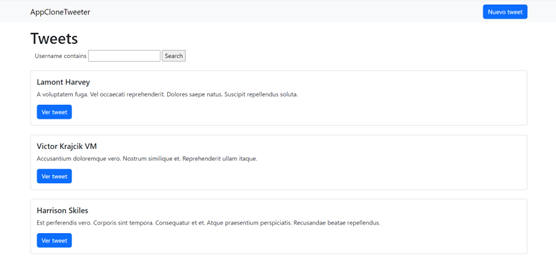 AppCloneTweeter Nuevo tweet
Tweets
Username contains Search
Lamont Harvey
A voluptatem fuga. Vel occaecati reprehenderit. Dolores saepe natus. Suscipit repellendus soluta.
Ver tweet
Victor Krajcik VM
Accusantium doloremque vero. Nostrum similique et. Reprehenderit ullam itaque.
Ver tweet
Harrison Skiles
Est perferendis vero. Corporis sint tempora. Consequatur et et. Atque praesentium perspiciatis. Recusandae beatae repellendus.
Ver tweet